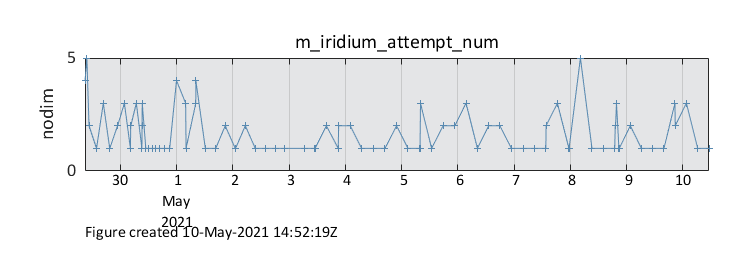 m_iridium_attempt_num
nodim
5
0
30 1 2 3 4 5 6 7 8 9 10
May
2021
Figure created 10-May-2021 14:52:19Z